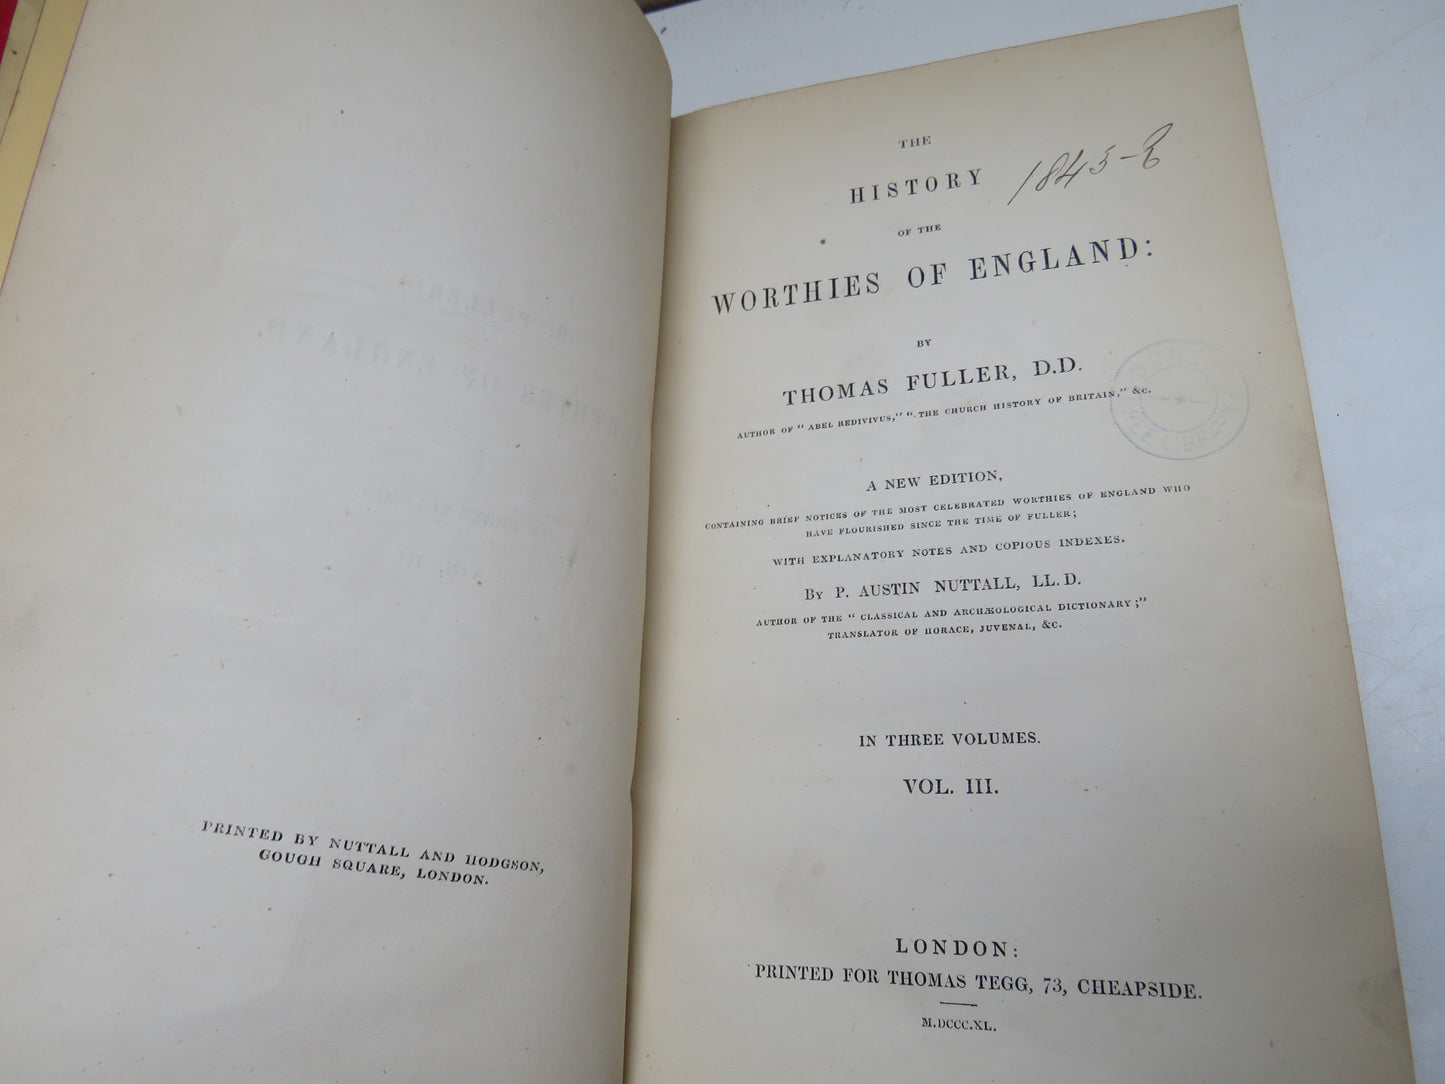 PRINTED BY NUTTALL AND HODGSON,
GOUGH SQUARE, LONDON.
THE
HISTORY
OF THE
WORTHIES OF ENGLAND:
BY
THOMAS FULLER, D.D.
AUTHOR OF "ABEL REDIVIVUS," "THE CHURCH HISTORY OF BRITAIN," &c.
A NEW EDITION,
CONTAINING BRIEF NOTICES OF THE MOST CELEBRATED WORTHIES OF ENGLAND WHO
HAVE FLOURISHED SINCE THE TIME OF FULLER;
WITH EXPLANATORY NOTES AND COPIOUS INDEXES.
BY P. AUSTIN NUTTALL, LL.D.
AUTHOR OF THE "CLASSICAL AND ARCHÆOLOGICAL DICTIONARY;"
TRANSLATOR OF HORACE, JUVENAL, &c.
IN THREE VOLUMES.
VOL. III.
LONDON:
PRINTED FOR THOMAS TEGG, 73, CHEAPSIDE.
M.DCCC.XL.
LIBRARY